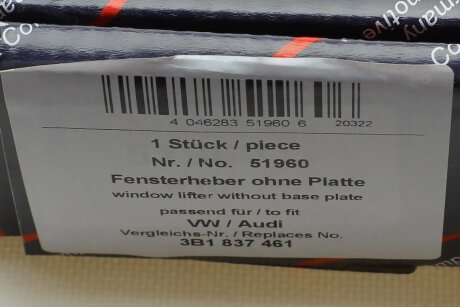 4 046283 51960 6 20322
1 Stück / piece
Nr. / No. 51960
Fensterheber ohne Platte
window lifter without base plate
passend für / to fit
VW / Audi
Vergleichs-Nr. / Replaces No.
3B1 837 461